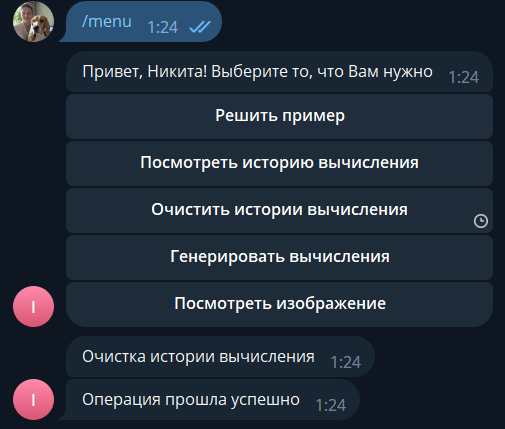 /menu 1:24
Привет, Никита! Выберите то, что Вам нужно 1:24
Решить пример
Посмотреть историю вычисления
Очистить истории вычисления
Генерировать вычисления
Посмотреть изображение
I
Очистка истории вычисления 1:24
Операция прошла успешно 1:24
I